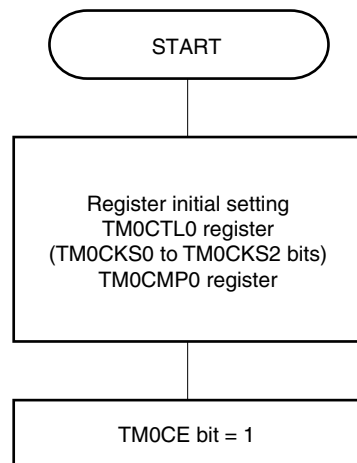 START
Register initial setting
TM0CTL0 register
(TM0CKS0 to TM0CKS2 bits)
TM0CMP0 register
TM0CE bit = 1